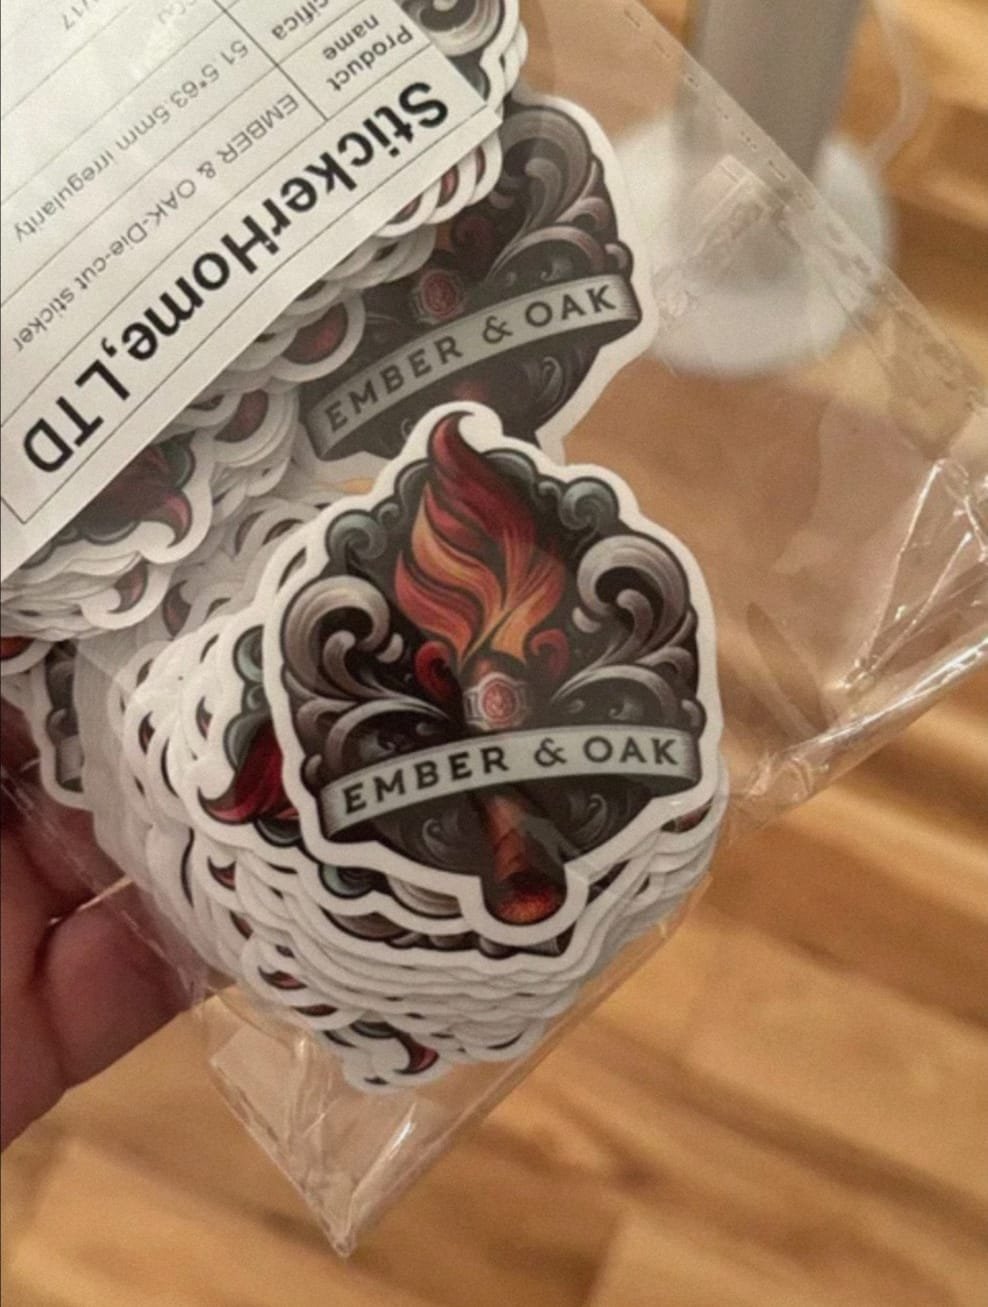 StickerHome,LTD
Product name
EMBER & OAK-Die-cut sticker
51.5*63.5mm irregularity
EMBER & OAK
EMBER & OAK